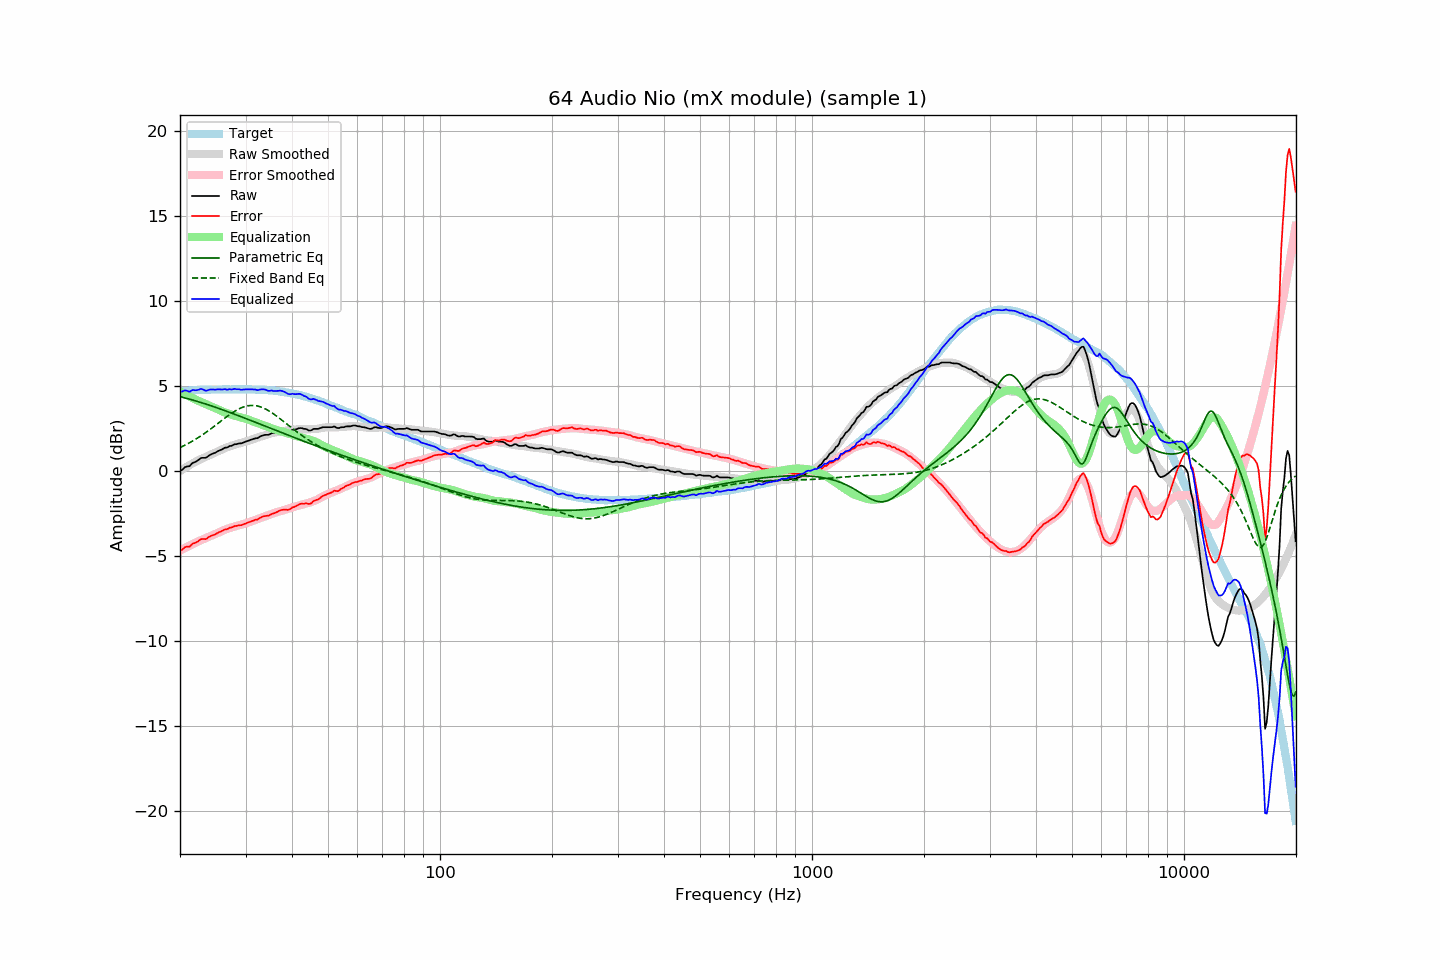 64 Audio Nio (mX module) (sample 1)
Target
Raw Smoothed
Error Smoothed
Raw
Error
Equalization
Parametric Eq
Fixed Band Eq
Equalized
20
15
10
5
0
−5
−10
−15
−20
Amplitude (dBr)
100
1000
10000
Frequency (Hz)